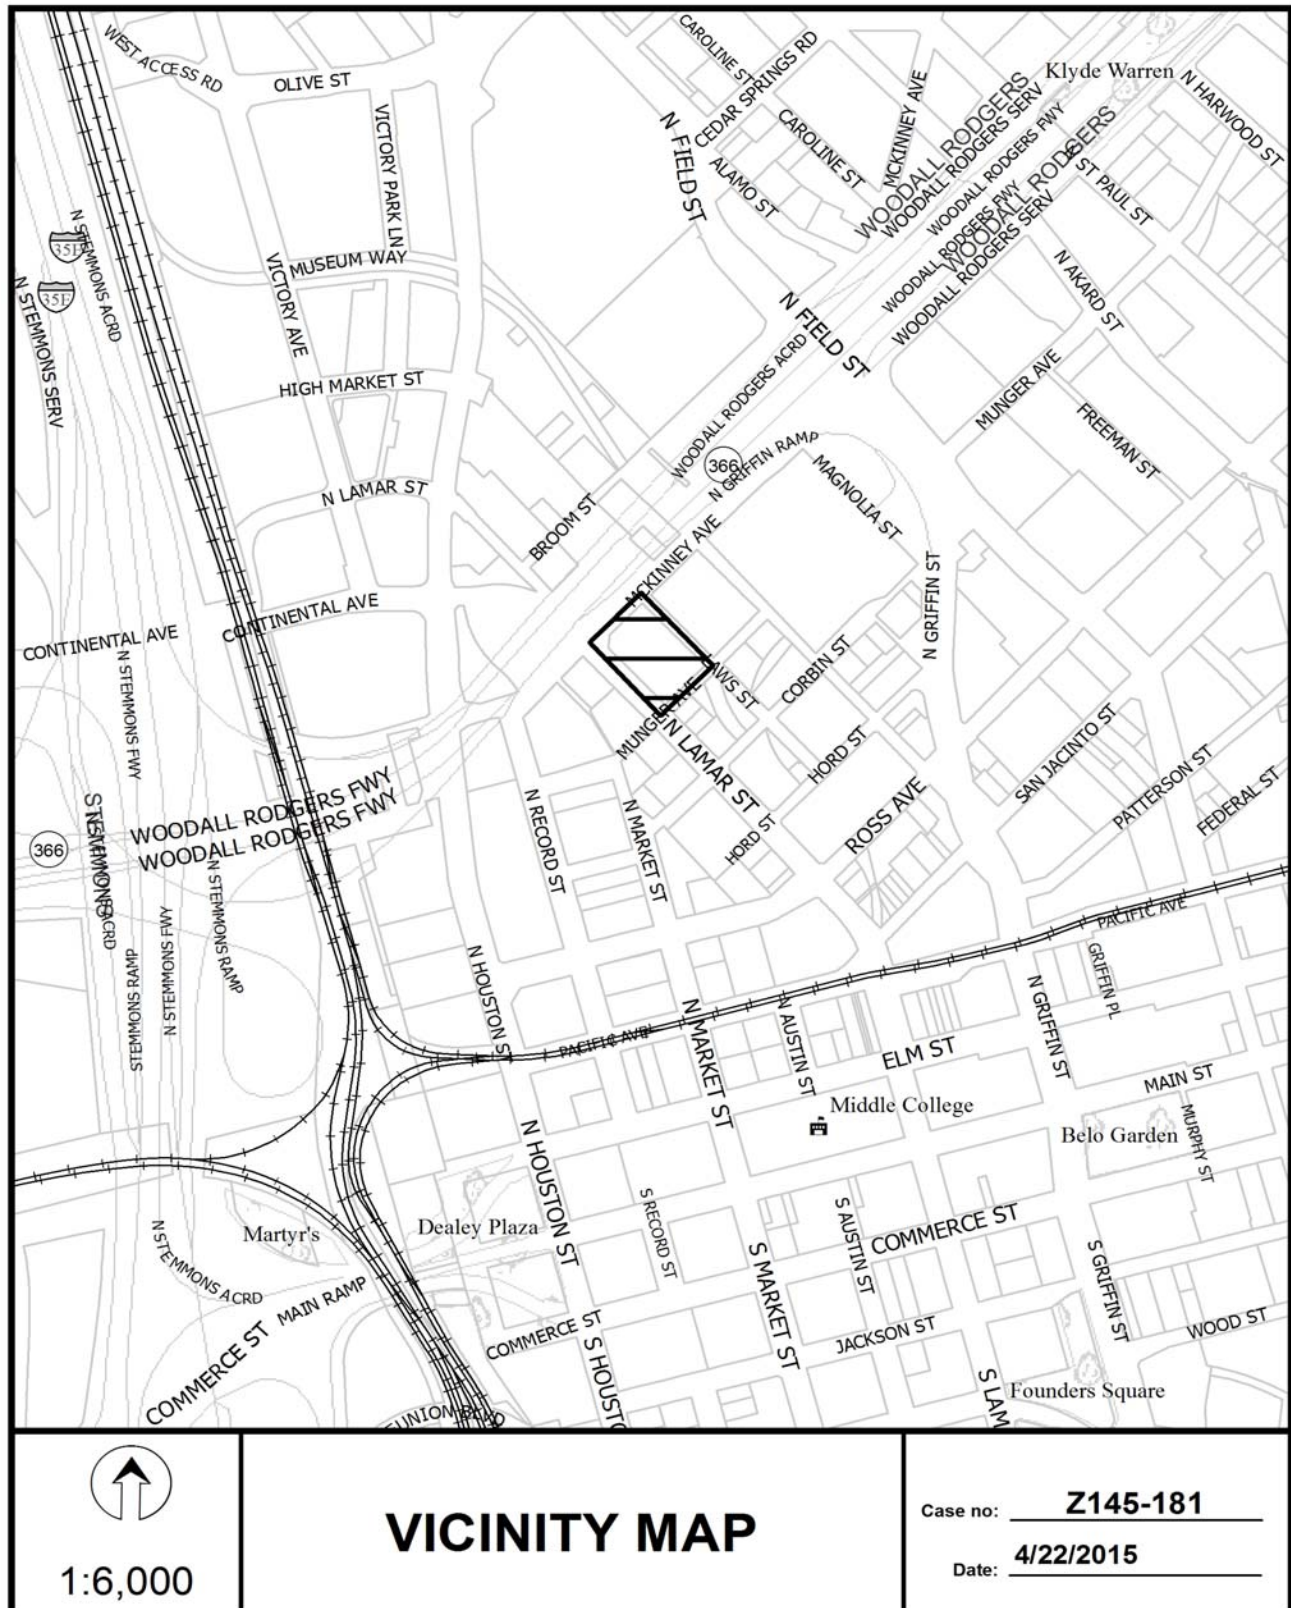 WEST ACCESS RD
OLIVE ST
CAROLINE ST
CEDAR SPRINGS RD
MCKINNEY AVE
Klyde Warren
N HARWOOD ST
VICTORY PARK LN
N FIELD ST
ALAMO ST
CAROLINE ST
WOODALL RODGERS
WOODALL RODGERS SERV
WOODALL RODGERS FWY
WOODALL RODGERS
WOODALL RODGERS FWY
WOODALL RODGERS SERV
ST PAUL ST
N STEMMONS ACRD
35E
35E
N STEMMONS SERV
MUSEUM WAY
VICTORY AVE
N AKARD ST
N FIELD ST
HIGH MARKET ST
WOODALL RODGERS ACRD
MUNGER AVE
FREEMAN ST
366
N GRIFFIN RAMP
MAGNOLIA ST
N LAMAR ST
BROOM ST
MCKINNEY AVE
N GRIFFIN ST
CONTINENTAL AVE
CONTINENTAL AVE
N STEMMONS FWY
LAWS ST
CORBIN ST
MUNGER AVE
N LAMAR ST
HORD ST
SAN JACINTO ST
PATTERSON ST
FEDERAL ST
WOODALL RODGERS FWY
WOODALL RODGERS FWY
366
N RECORD ST
N MARKET ST
HORD ST
ROSS AVE
N STEMMONS RAMP
N STEMMONS FWY
STEMMONS RAMP
PACIFIC AVE
GRIFFIN PL
N HOUSTON ST
N MARKET ST
N AUSTIN ST
N GRIFFIN ST
PACIFIC AVE
ELM ST
MAIN ST
Middle College
Belo Garden
MURPHY ST
N HOUSTON ST
Martyr's
Dealey Plaza
S RECORD ST
S AUSTIN ST
COMMERCE ST
N STEMMONS ACRD
MAIN RAMP
COMMERCE ST
COMMERCE ST
S HOUSTO
S MARKET ST
JACKSON ST
S GRIFFIN ST
WOOD ST
S LAM
Founders Square
EUNION BLVD
1:6,000
VICINITY MAP
Case no: Z145-181
Date: 4/22/2015